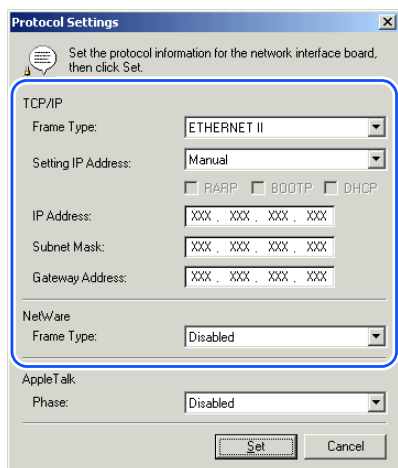 Protocol Settings
Set the protocol information for the network interface board,
then click Set.
TCP/IP
Frame Type: ETHERNET II
Setting IP Address: Manual
RARP BOOTP DHCP
IP Address: XXX . XXX . XXX . XXX
Subnet Mask: XXX . XXX . XXX . XXX
Gateway Address: XXX . XXX . XXX . XXX
NetWare
Frame Type: Disabled
AppleTalk
Phase: Disabled
Set Cancel